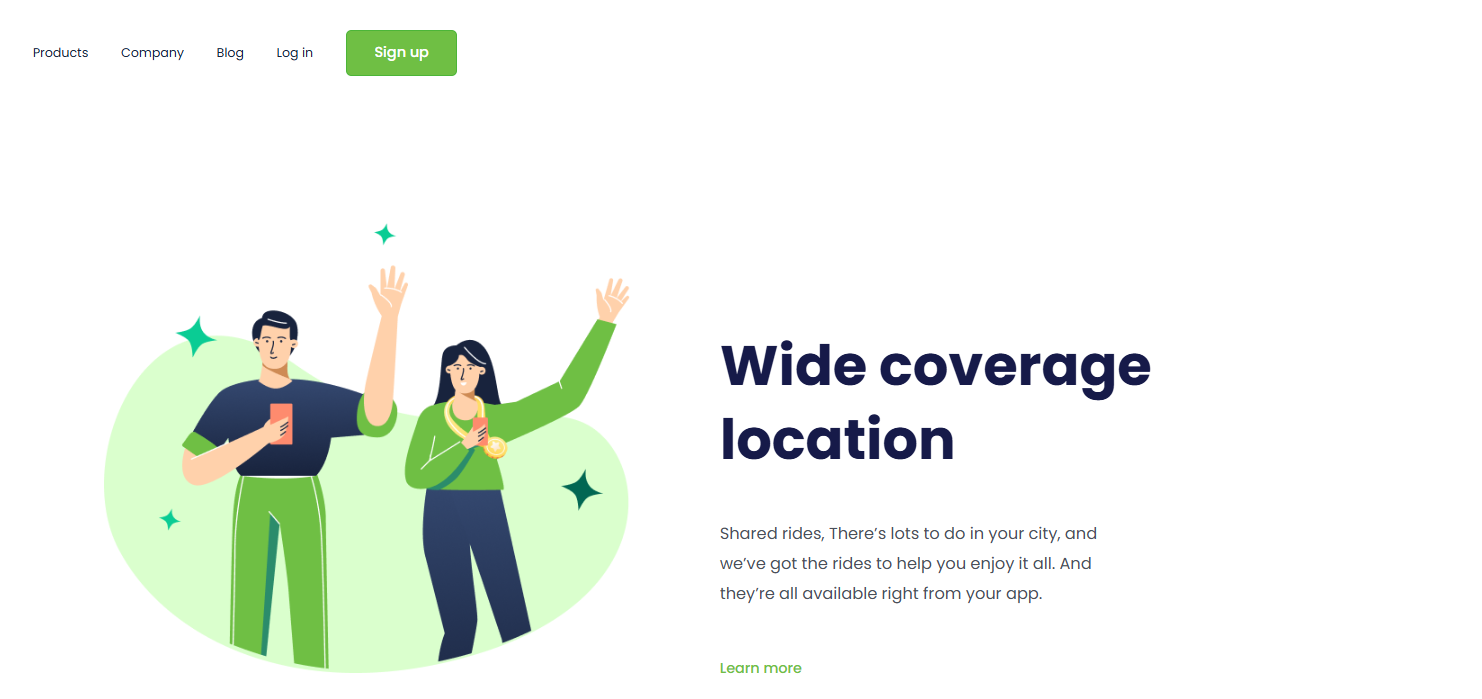 Products Company Blog Log in Sign up
Wide coverage
location
Shared rides, There’s lots to do in your city, and
we’ve got the rides to help you enjoy it all. And
they’re all available right from your app.
Learn more